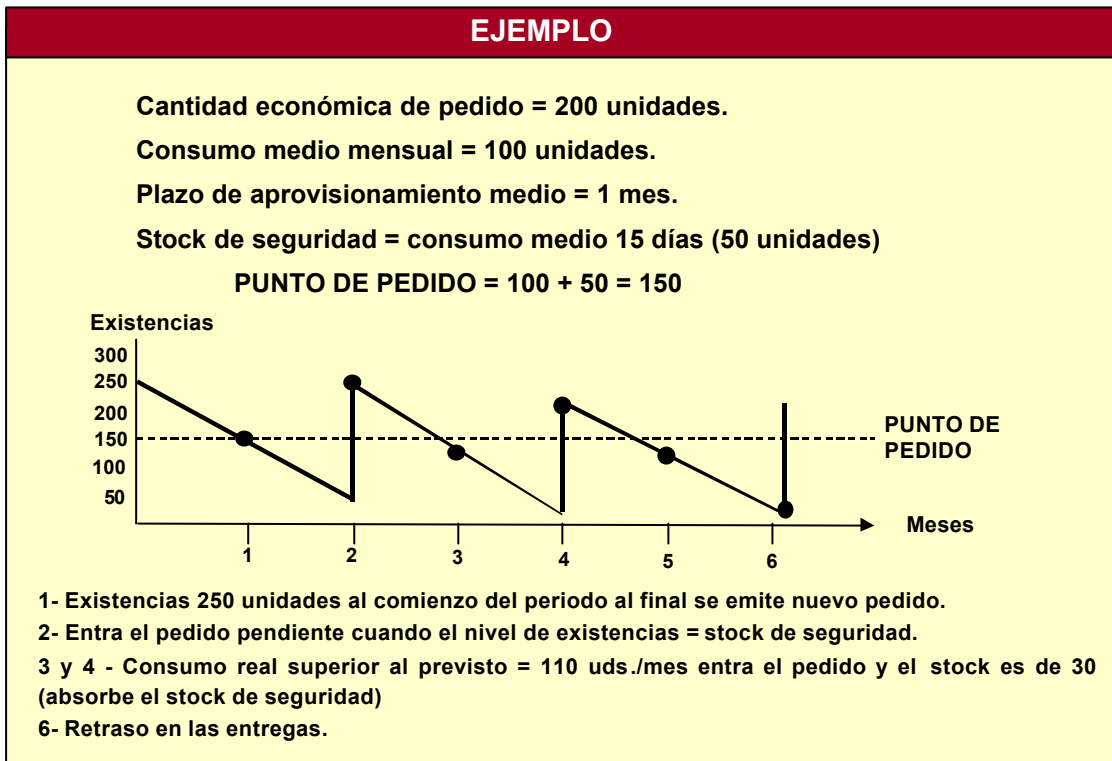 EJEMPLO
Cantidad económica de pedido = 200 unidades.
Consumo medio mensual = 100 unidades.
Plazo de aprovisionamiento medio = 1 mes.
Stock de seguridad = consumo medio 15 días (50 unidades)
PUNTO DE PEDIDO = 100 + 50 = 150
Existencias
300
250
200
150
100
50
PUNTO DE
PEDIDO
Meses
1 2 3 4 5 6
1- Existencias 250 unidades al comienzo del periodo al final se emite nuevo pedido.
2- Entra el pedido pendiente cuando el nivel de existencias = stock de seguridad.
3 y 4 - Consumo real superior al previsto = 110 uds./mes entra el pedido y el stock es de 30
(absorbe el stock de seguridad)
6- Retraso en las entregas.